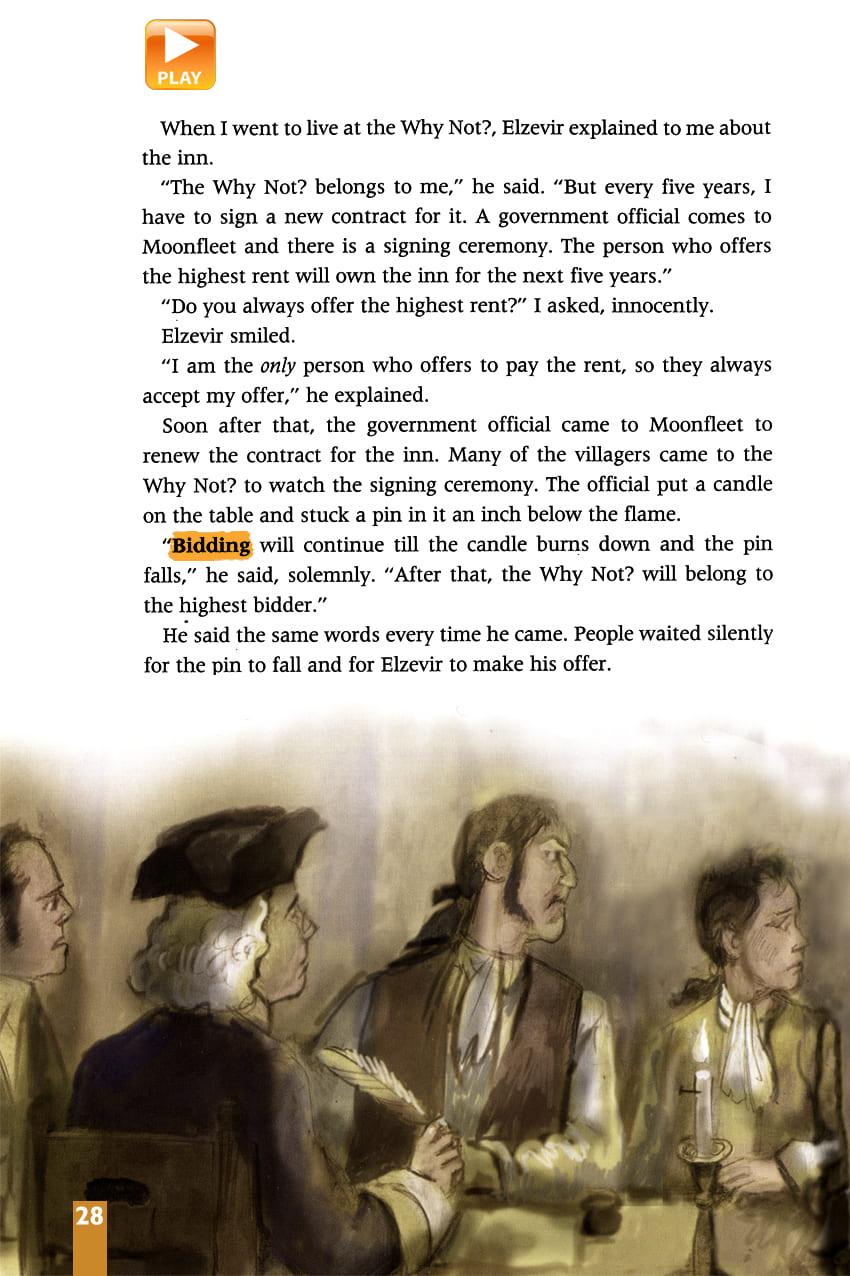 PLAY
When I went to live at the Why Not?, Elzevir explained to me about
the inn.
“The Why Not? belongs to me,” he said. “But every five years, I
have to sign a new contract for it. A government official comes to
Moonfleet and there is a signing ceremony. The person who offers
the highest rent will own the inn for the next five years.”
“Do you always offer the highest rent?” I asked, innocently.
Elzevir smiled.
“I am the only person who offers to pay the rent, so they always
accept my offer,” he explained.
Soon after that, the government official came to Moonfleet to
renew the contract for the inn. Many of the villagers came to the
Why Not? to watch the signing ceremony. The official put a candle
on the table and stuck a pin in it an inch below the flame.
“Bidding will continue till the candle burns down and the pin
falls,” he said, solemnly. “After that, the Why Not? will belong to
the highest bidder.”
He said the same words every time he came. People waited silently
for the pin to fall and for Elzevir to make his offer.
28